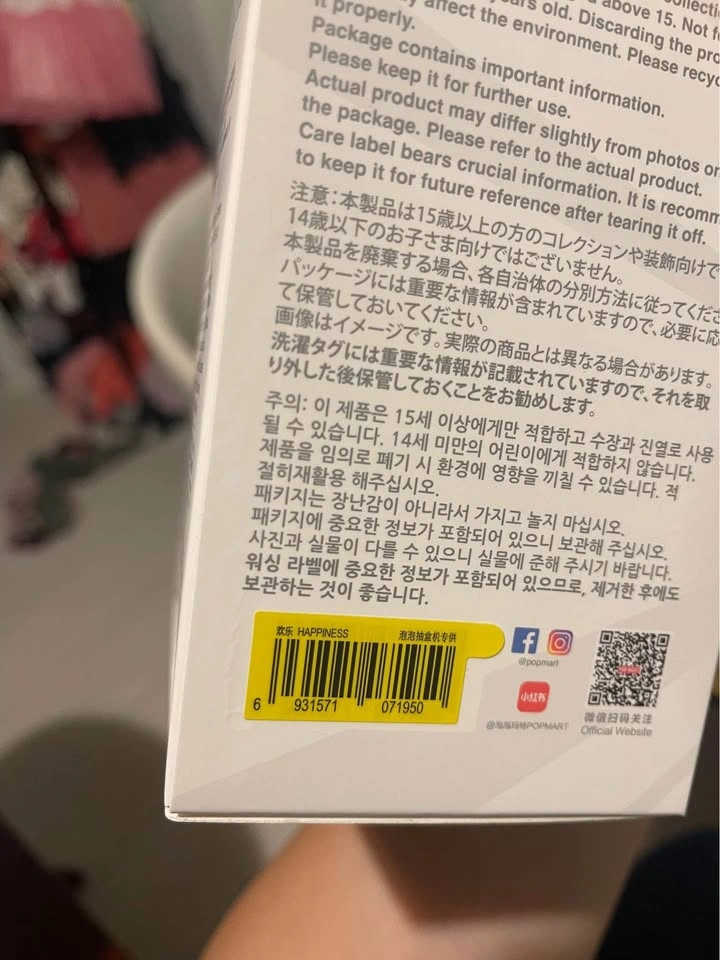 above 15. Not
years old. Discarding the
affect the environment. Please
it properly.
Package contains important information.
Please keep it for further use.
Actual product may differ slightly from photos
the package. Please refer to the actual product.
Care label bears crucial information. It is
to keep it for future reference after tearing it off.
注意：本製品は15歳以上の方のコレクションや装飾向けで
14歳以下のお子さま向けではございません。
本製品を廃棄する場合、各自治体の分別方法に従ってくださ
パッケージには重要な情報が含まれていますので、必要に応
て保管しておいてください。
画像はイメージです。実際の商品とは異なる場合があります。
洗濯タグには重要な情報が記載されていますので、それを取
り外した後保管しておくことをお勧めします。
주의: 이 제품은 15세 이상에게만 적합하고 수장과 진열로 사용
될 수 있습니다. 14세 미만의 어린이에게 적합하지 않습니다.
제품을 임의로 폐기 시 환경에 영향을 끼칠 수 있습니다. 적
절히재활용 해주십시오.
패키지는 장난감이 아니라서 가지고 놀지 마십시오.
패키지에 중요한 정보가 포함되어 있으니 보관해 주십시오.
사진과 실물이 다를 수 있으니 실물에 준해 주시기 바랍니다.
워싱 라벨에 중요한 정보가 포함되어 있으므로, 제거한 후에도
보관하는 것이 좋습니다.
欢乐 HAPPINESS 泡泡抽盒机专供
6 931571 071950
@popmart
小红书
@泡泡玛特POPMART
微信扫码关注
Official Website